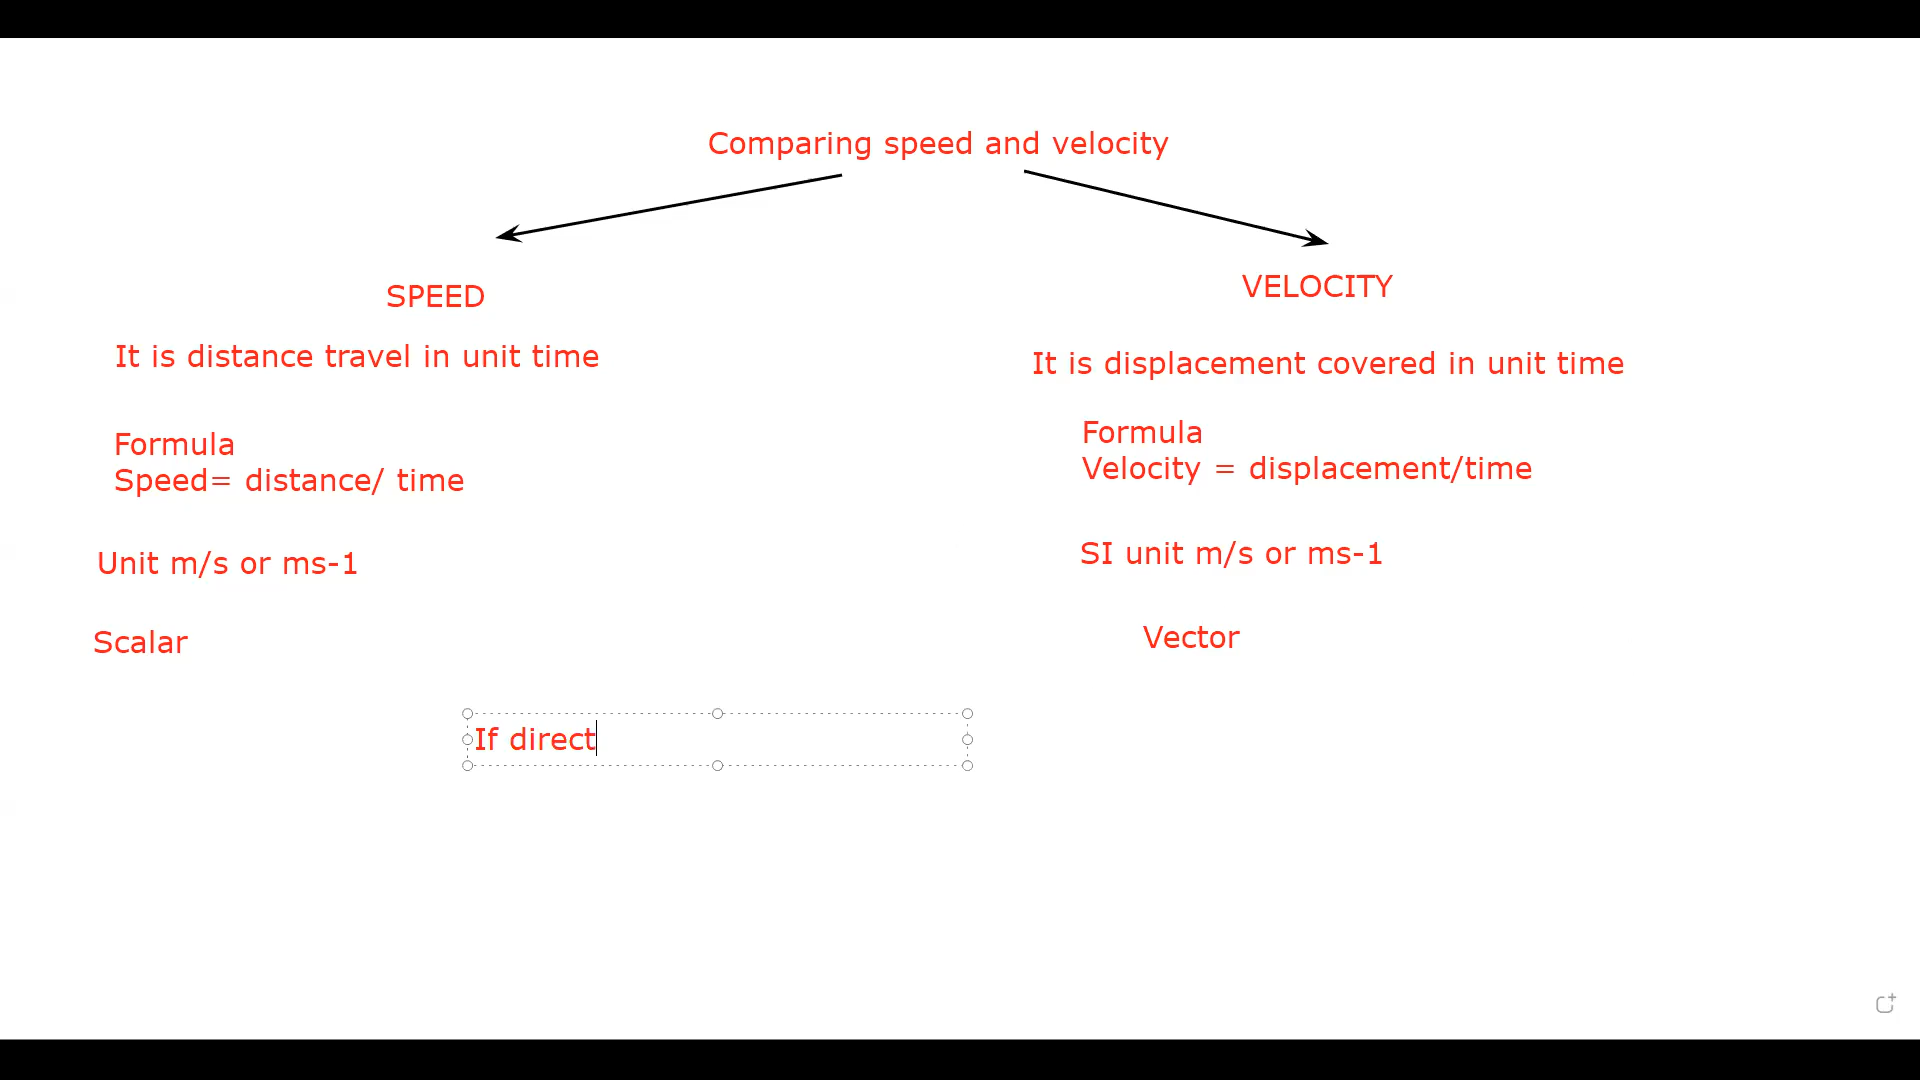 Comparing speed and velocity
SPEED
It is distance travel in unit time
Formula
Speed= distance/ time
Unit m/s or ms-1
Scalar
VELOCITY
It is displacement covered in unit time
Formula
Velocity = displacement/time
SI unit m/s or ms-1
Vector
If direct